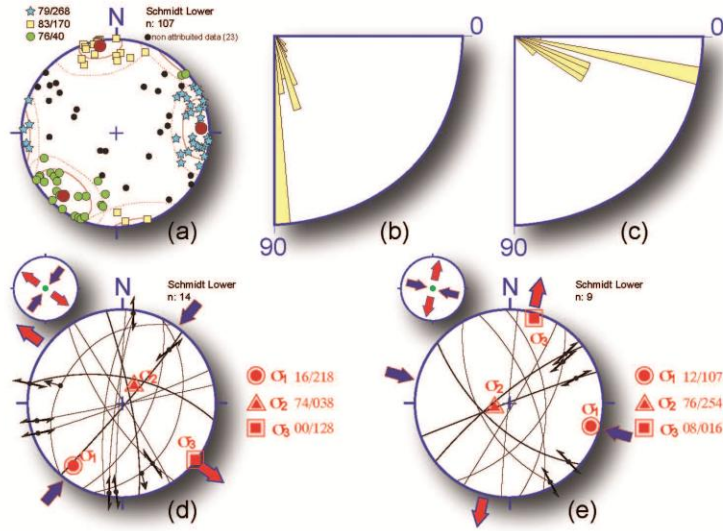 79/268
83/170
76/40
N
Schmidt Lower
n: 107
non attributed data (23)
(a)
0
90
(b)
0
90
(c)
N
Schmidt Lower
n: 14
σ2
σ1
σ3
σ1 16/218
σ2 74/038
σ3 00/128
(d)
N
Schmidt Lower
n: 9
σ3
σ2
σ1
σ1 12/107
σ2 76/254
σ3 08/016
(e)